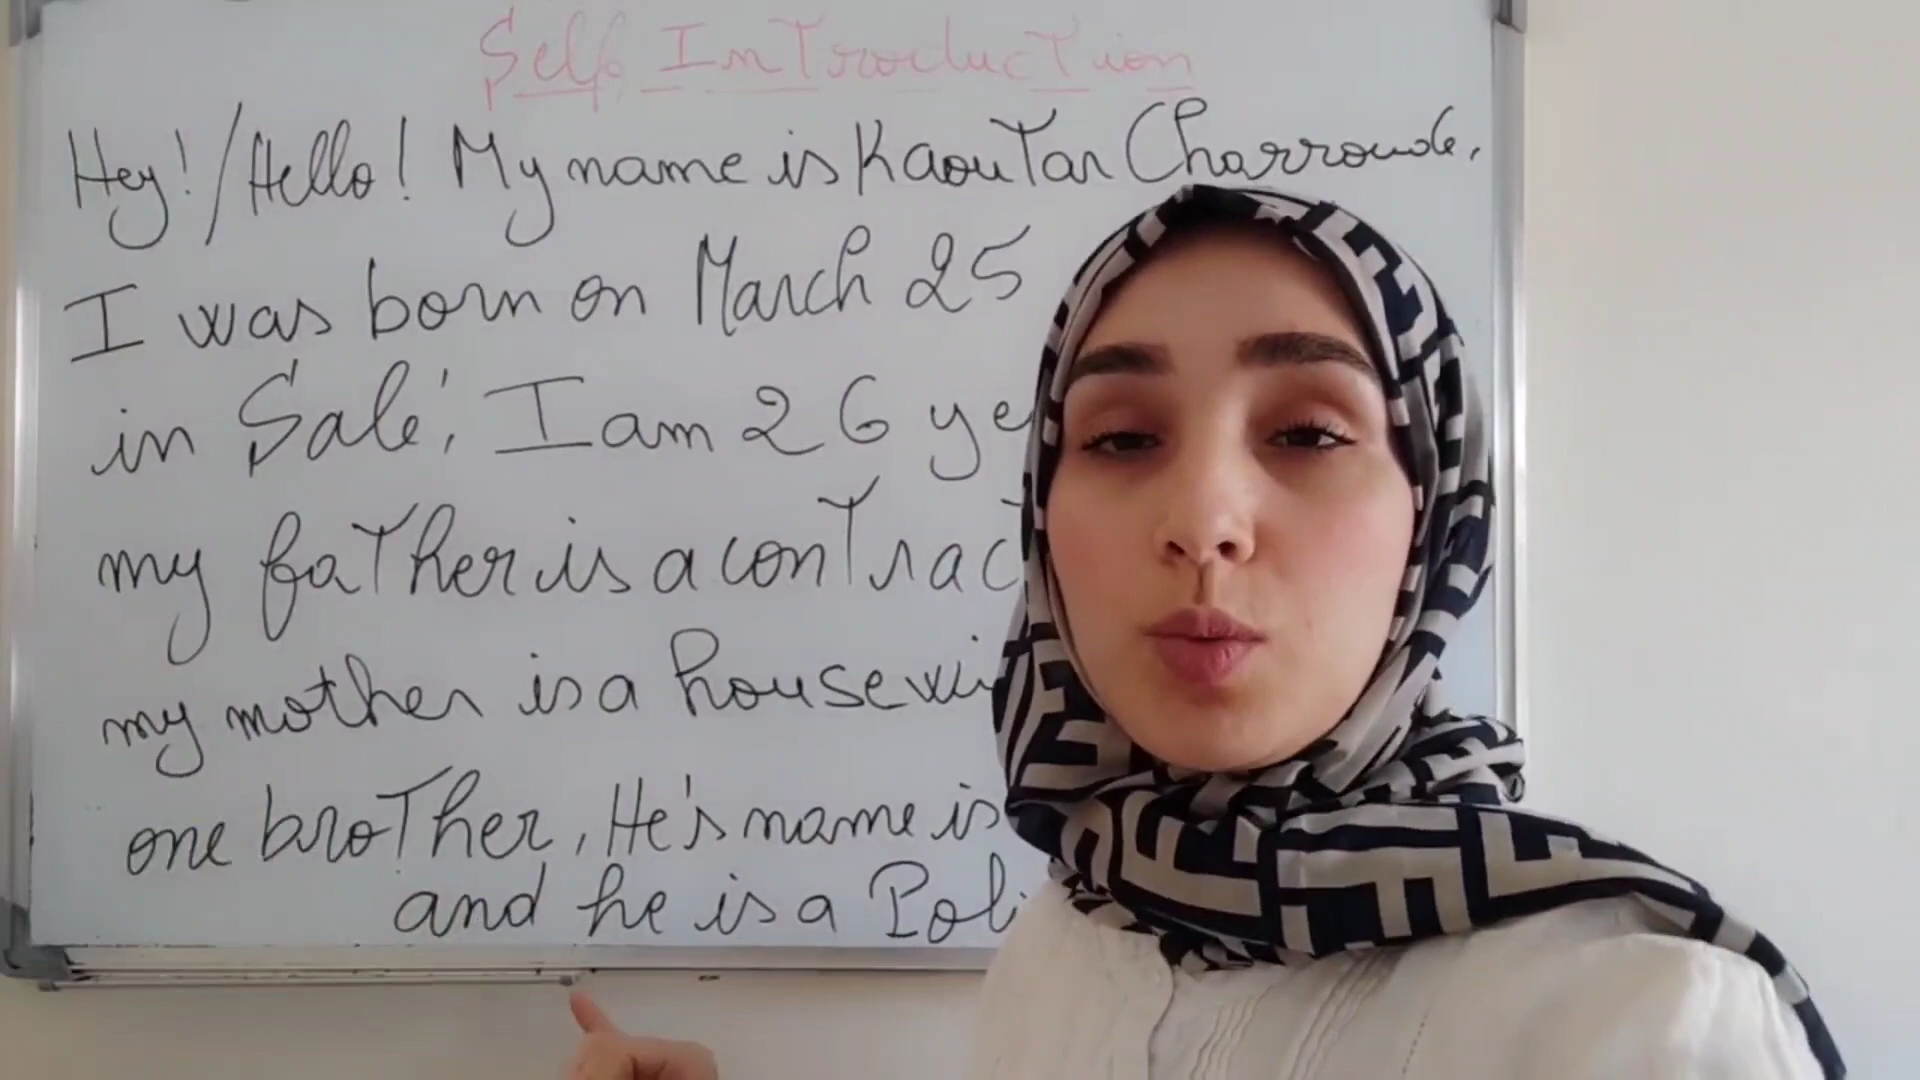 Self Introduction
Hey! / Hello! My name is Kaoutar Charroude.
I was born on March 25
in Salé, I am 26 ye
my father is a contrac
my mother is a housewi
one brother, He's name is
and he is a Poli